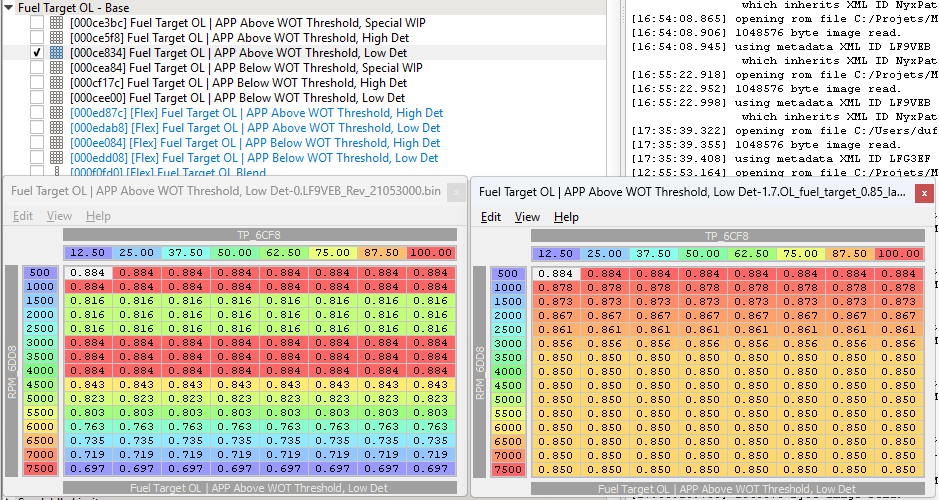 Fuel Target OL - Base
[000ce3bc] Fuel Target OL | APP Above WOT Threshold, Special WIP
[000ce5f8] Fuel Target OL | APP Above WOT Threshold, High Det
[000ce834] Fuel Target OL | APP Above WOT Threshold, Low Det
[000cea84] Fuel Target OL | APP Below WOT Threshold, Special WIP
[000cf17c] Fuel Target OL | APP Below WOT Threshold, High Det
[000cee00] Fuel Target OL | APP Below WOT Threshold, Low Det
[000ed87c] [Flex] Fuel Target OL | APP Above WOT Threshold, High Det
[000edab8] [Flex] Fuel Target OL | APP Above WOT Threshold, Low Det
[000ee084] [Flex] Fuel Target OL | APP Below WOT Threshold, High Det
[000edd08] [Flex] Fuel Target OL | APP Below WOT Threshold, Low Det
[000f0fd0] [Flex] Fuel Target OL Blend
which inherits XML ID NyxPat
[16:54:08.865] opening rom file C:/Projets/M
[16:54:08.906] 1048576 byte image read.
[16:54:08.945] using metadata XML ID LF9VEB
which inherits XML ID NyxPat
[16:55:22.918] opening rom file C:/Projets/M
[16:55:22.952] 1048576 byte image read.
[16:55:22.998] using metadata XML ID LF9VEB
which inherits XML ID NyxPat
[17:35:39.322] opening rom file C:/Users/duf
[17:35:39.355] 1048576 byte image read.
[17:35:39.408] using metadata XML ID LFG3EF
[12:55:53.164] opening rom file C:/Projets/M
Fuel Target OL | APP Above WOT Threshold, Low Det-0.LF9VEB_Rev_21053000.bin
Edit View Help
TP_6CF8
12.50 25.00 37.50 50.00 62.50 75.00 87.50 100.00
RPM_6DD8
500 0.884 0.884 0.884 0.884 0.884 0.884 0.884 0.884
1000 0.884 0.884 0.884 0.884 0.884 0.884 0.884 0.884
1500 0.816 0.816 0.816 0.816 0.816 0.816 0.816 0.816
2000 0.816 0.816 0.816 0.816 0.816 0.816 0.816 0.816
2500 0.816 0.816 0.816 0.816 0.816 0.816 0.816 0.816
3000 0.884 0.884 0.884 0.884 0.884 0.884 0.884 0.884
3500 0.884 0.884 0.884 0.884 0.884 0.884 0.884 0.884
4000 0.884 0.884 0.884 0.884 0.884 0.884 0.884 0.884
4500 0.843 0.843 0.843 0.843 0.843 0.843 0.843 0.843
5000 0.823 0.823 0.823 0.823 0.823 0.823 0.823 0.823
5500 0.803 0.803 0.803 0.803 0.803 0.803 0.803 0.803
6000 0.763 0.763 0.763 0.763 0.763 0.763 0.763 0.763
6500 0.735 0.735 0.735 0.735 0.735 0.735 0.735 0.735
7000 0.719 0.719 0.719 0.719 0.719 0.719 0.719 0.719
7500 0.697 0.697 0.697 0.697 0.697 0.697 0.697 0.697
Fuel Target OL | APP Above WOT Threshold, Low Det
Fuel Target OL | APP Above WOT Threshold, Low Det-1.7.OL_fuel_target_0.85_la...
Edit View Help
TP_6CF8
12.50 25.00 37.50 50.00 62.50 75.00 87.50 100.00
RPM_6DD8
500 0.884 0.884 0.884 0.884 0.884 0.884 0.884 0.884
1000 0.878 0.878 0.878 0.878 0.878 0.878 0.878 0.878
1500 0.873 0.873 0.873 0.873 0.873 0.873 0.873 0.873
2000 0.867 0.867 0.867 0.867 0.867 0.867 0.867 0.867
2500 0.861 0.861 0.861 0.861 0.861 0.861 0.861 0.861
3000 0.856 0.856 0.856 0.856 0.856 0.856 0.856 0.856
3500 0.850 0.850 0.850 0.850 0.850 0.850 0.850 0.850
4000 0.850 0.850 0.850 0.850 0.850 0.850 0.850 0.850
4500 0.850 0.850 0.850 0.850 0.850 0.850 0.850 0.850
5000 0.850 0.850 0.850 0.850 0.850 0.850 0.850 0.850
5500 0.850 0.850 0.850 0.850 0.850 0.850 0.850 0.850
6000 0.850 0.850 0.850 0.850 0.850 0.850 0.850 0.850
6500 0.850 0.850 0.850 0.850 0.850 0.850 0.850 0.850
7000 0.850 0.850 0.850 0.850 0.850 0.850 0.850 0.850
7500 0.850 0.850 0.850 0.850 0.850 0.850 0.850 0.850
Fuel Target OL | APP Above WOT Threshold, Low Det